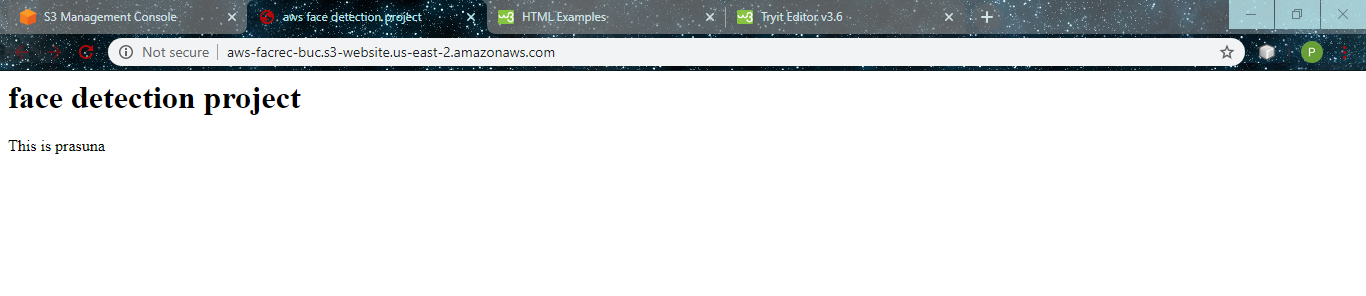 S3 Management Console
aws face detection project
HTML Examples
Tryit Editor v3.6
Not secure
aws-facrec-buc.s3-website.us-east-2.amazonaws.com
P
face detection project
This is prasuna